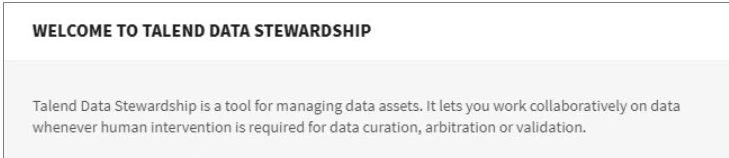 WELCOME TO TALEND DATA STEWARDSHIP
Talend Data Stewardship is a tool for managing data assets. It lets you work collaboratively on data
whenever human intervention is required for data curation, arbitration or validation.